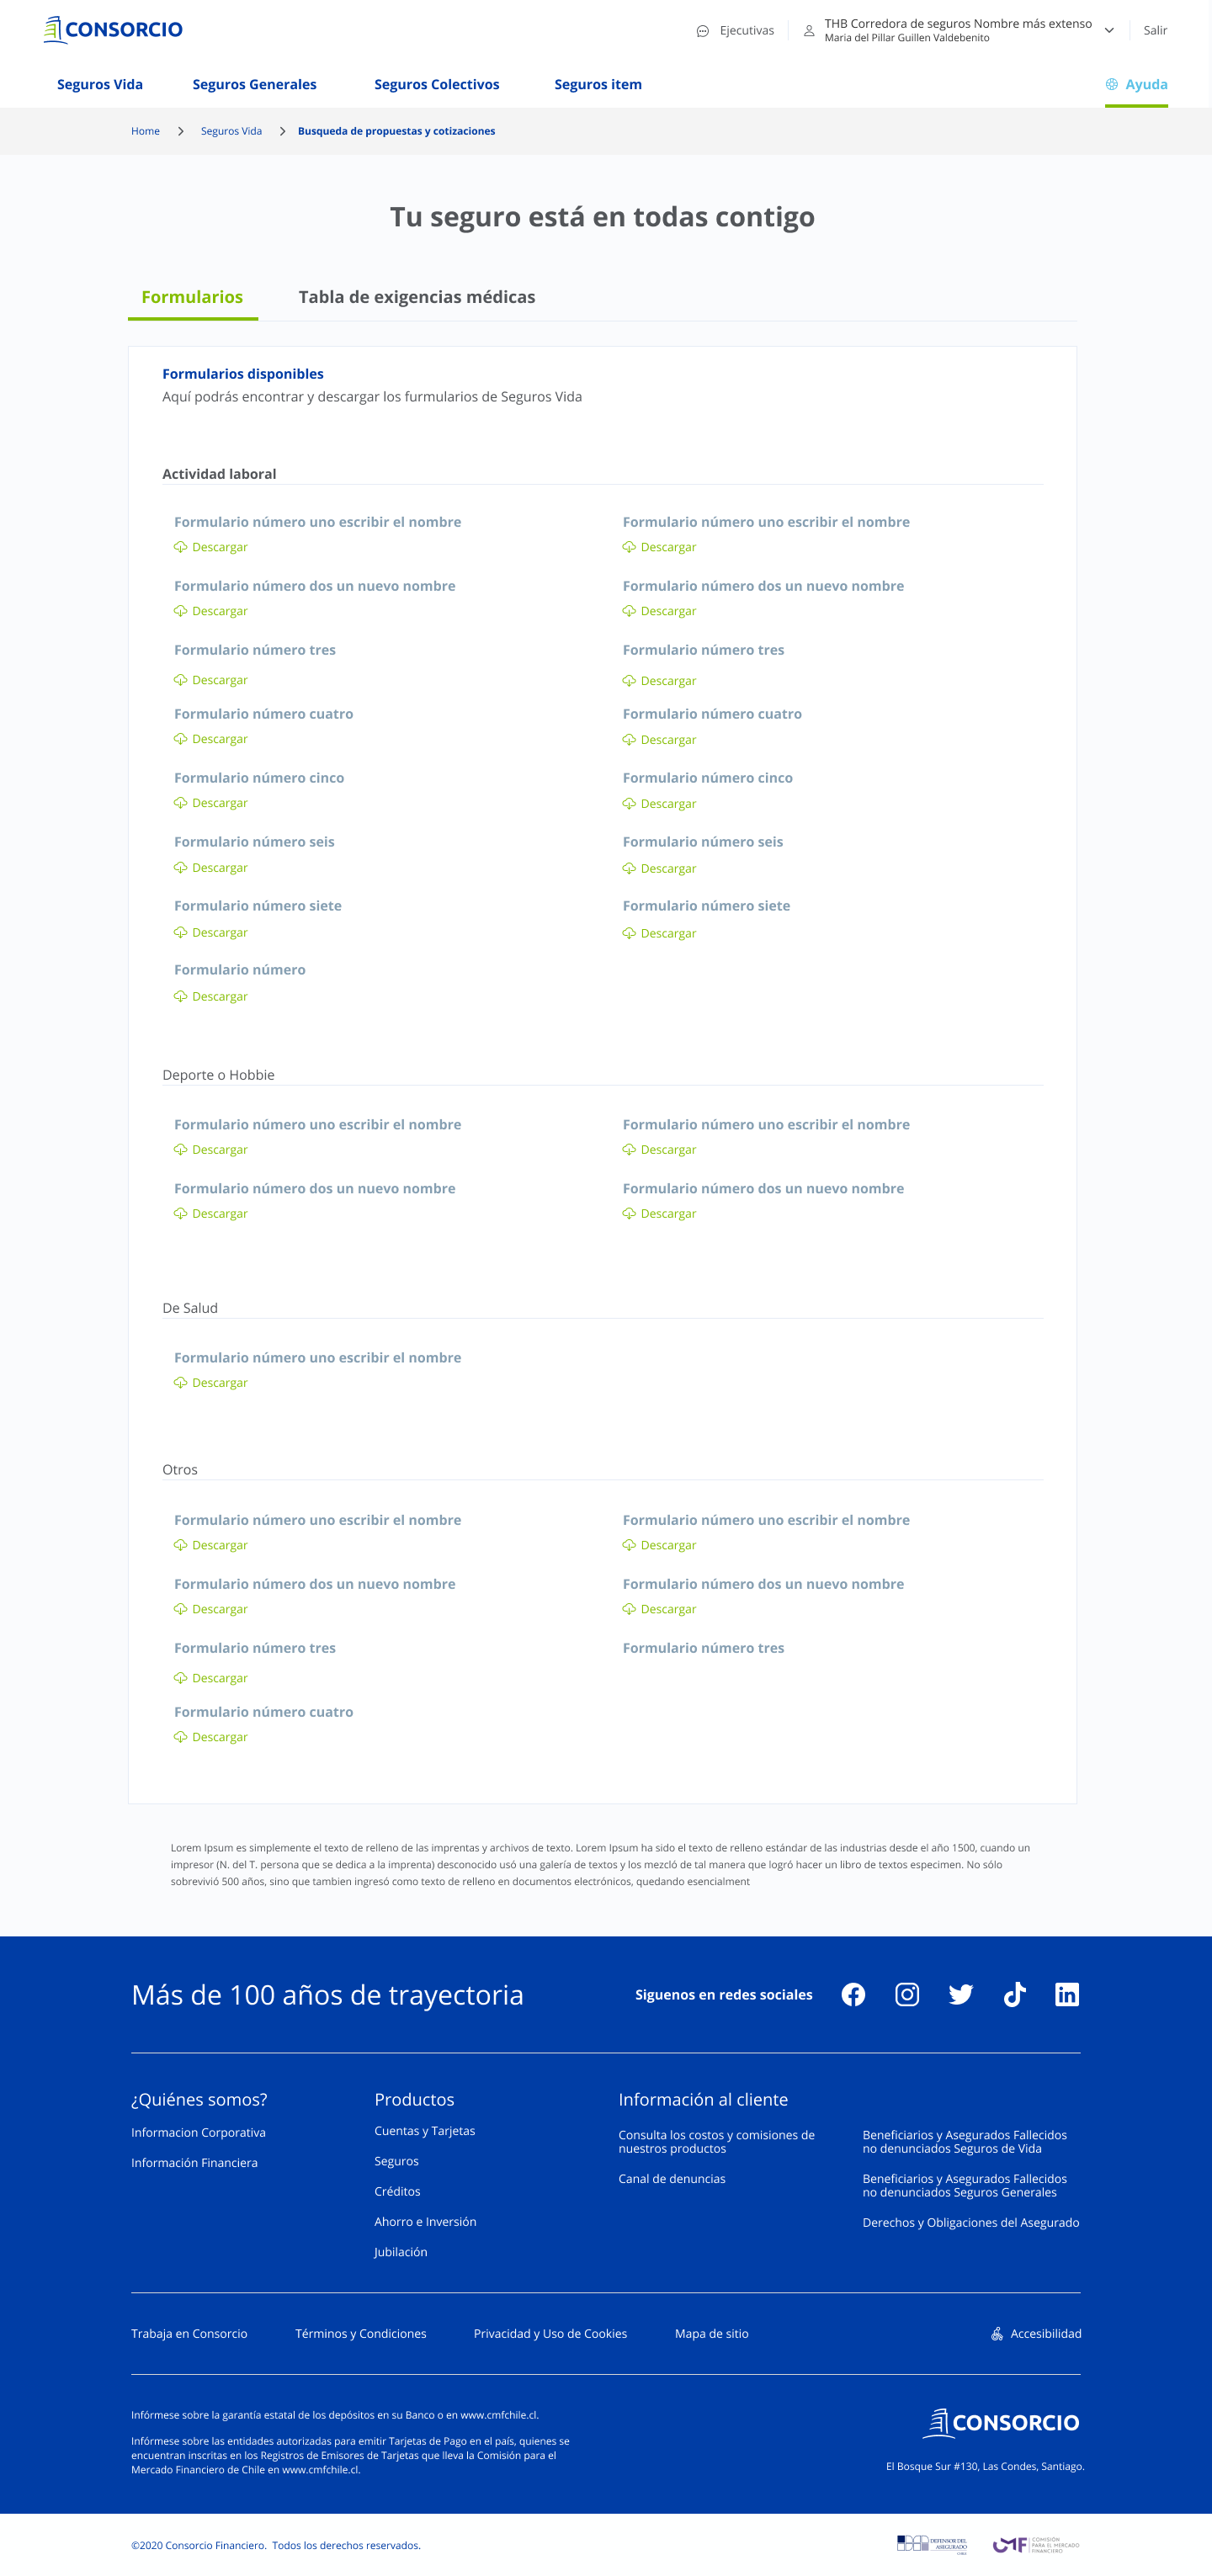 CONSORCIO
Ejecutivas
THB Corredora de seguros Nombre más extenso
Maria del Pillar Guillen Valdebenito
Salir
Seguros Vida
Seguros Generales
Seguros Colectivos
Seguros item
Ayuda
Home
Seguros Vida
Busqueda de propuestas y cotizaciones
Tu seguro está en todas contigo
Formularios
Tabla de exigencias médicas
Formularios disponibles
Aquí podrás encontrar y descargar los furmularios de Seguros Vida
Actividad laboral
Formulario número uno escribir el nombre
Formulario número uno escribir el nombre
Descargar
Descargar
Formulario número dos un nuevo nombre
Formulario número dos un nuevo nombre
Descargar
Descargar
Formulario número tres
Formulario número tres
Descargar
Descargar
Formulario número cuatro
Formulario número cuatro
Descargar
Descargar
Formulario número cinco
Formulario número cinco
Descargar
Descargar
Formulario número seis
Formulario número seis
Descargar
Descargar
Formulario número siete
Formulario número siete
Descargar
Descargar
Formulario número
Descargar
Deporte o Hobbie
Formulario número uno escribir el nombre
Formulario número uno escribir el nombre
Descargar
Descargar
Formulario número dos un nuevo nombre
Formulario número dos un nuevo nombre
Descargar
Descargar
De Salud
Formulario número uno escribir el nombre
Descargar
Otros
Formulario número uno escribir el nombre
Formulario número uno escribir el nombre
Descargar
Descargar
Formulario número dos un nuevo nombre
Formulario número dos un nuevo nombre
Descargar
Descargar
Formulario número tres
Formulario número tres
Descargar
Formulario número cuatro
Descargar
Lorem Ipsum es simplemente el texto de relleno de las imprentas y archivos de texto. Lorem Ipsum ha sido el texto de relleno estándar de las industrias desde el año 1500, cuando un
impresor (N. del T. persona que se dedica a la imprenta) desconocido usó una galería de textos y los mezcló de tal manera que logró hacer un libro de textos especimen. No sólo
sobrevivió 500 años, sino que tambien ingresó como texto de relleno en documentos electrónicos, quedando esencialment
Más de 100 años de trayectoria
Siguenos en redes sociales
¿Quiénes somos?
Informacion Corporativa
Información Financiera
Productos
Cuentas y Tarjetas
Seguros
Créditos
Ahorro e Inversión
Jubilación
Información al cliente
Consulta los costos y comisiones de
nuestros productos
Canal de denuncias
Beneficiarios y Asegurados Fallecidos
no denunciados Seguros de Vida
Beneficiarios y Asegurados Fallecidos
no denunciados Seguros Generales
Derechos y Obligaciones del Asegurado
Trabaja en Consorcio
Términos y Condiciones
Privacidad y Uso de Cookies
Mapa de sitio
Accesibilidad
Infórmese sobre la garantía estatal de los depósitos en su Banco o en www.cmfchile.cl.
Infórmese sobre las entidades autorizadas para emitir Tarjetas de Pago en el país, quienes se
encuentran inscritas en los Registros de Emisores de Tarjetas que lleva la Comisión para el
Mercado Financiero de Chile en www.cmfchile.cl.
CONSORCIO
El Bosque Sur #130, Las Condes, Santiago.
©2020 Consorcio Financiero. Todos los derechos reservados.
DEFENSOR DEL
ASEGURADO
CHILE
CMF
COMISIÓN
PARA EL MERCADO
FINANCIERO